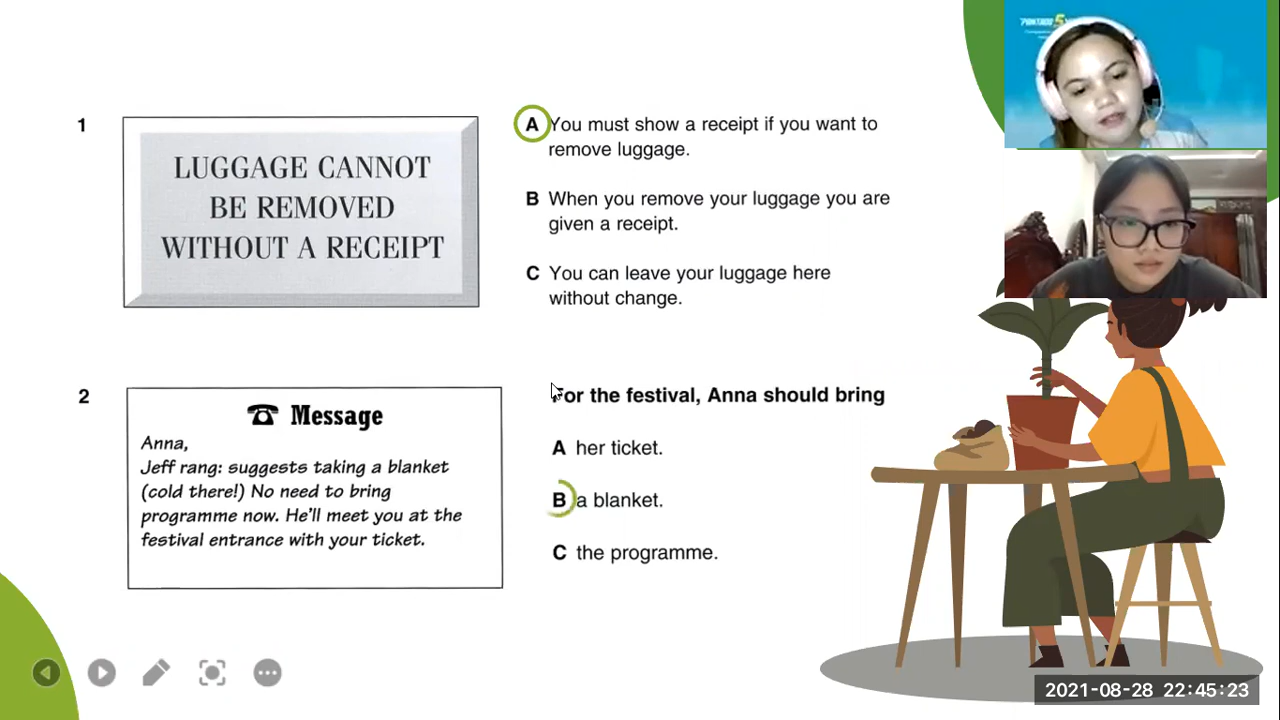 1
LUGGAGE CANNOT
BE REMOVED
WITHOUT A RECEIPT
A You must show a receipt if you want to
remove luggage.
B When you remove your luggage you are
given a receipt.
C You can leave your luggage here
without change.
2
Message
Anna,
Jeff rang: suggests taking a blanket
(cold there!) No need to bring
programme now. He'll meet you at the
festival entrance with your ticket.
For the festival, Anna should bring
A her ticket.
B a blanket.
C the programme.
2021-08-28 22:45:23